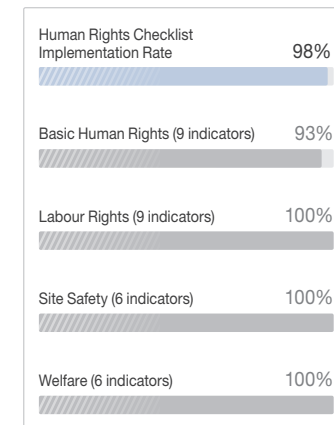 Human Rights Checklist
Implementation Rate 98%
Basic Human Rights (9 indicators) 93%
Labour Rights (9 indicators) 100%
Site Safety (6 indicators) 100%
Welfare (6 indicators) 100%